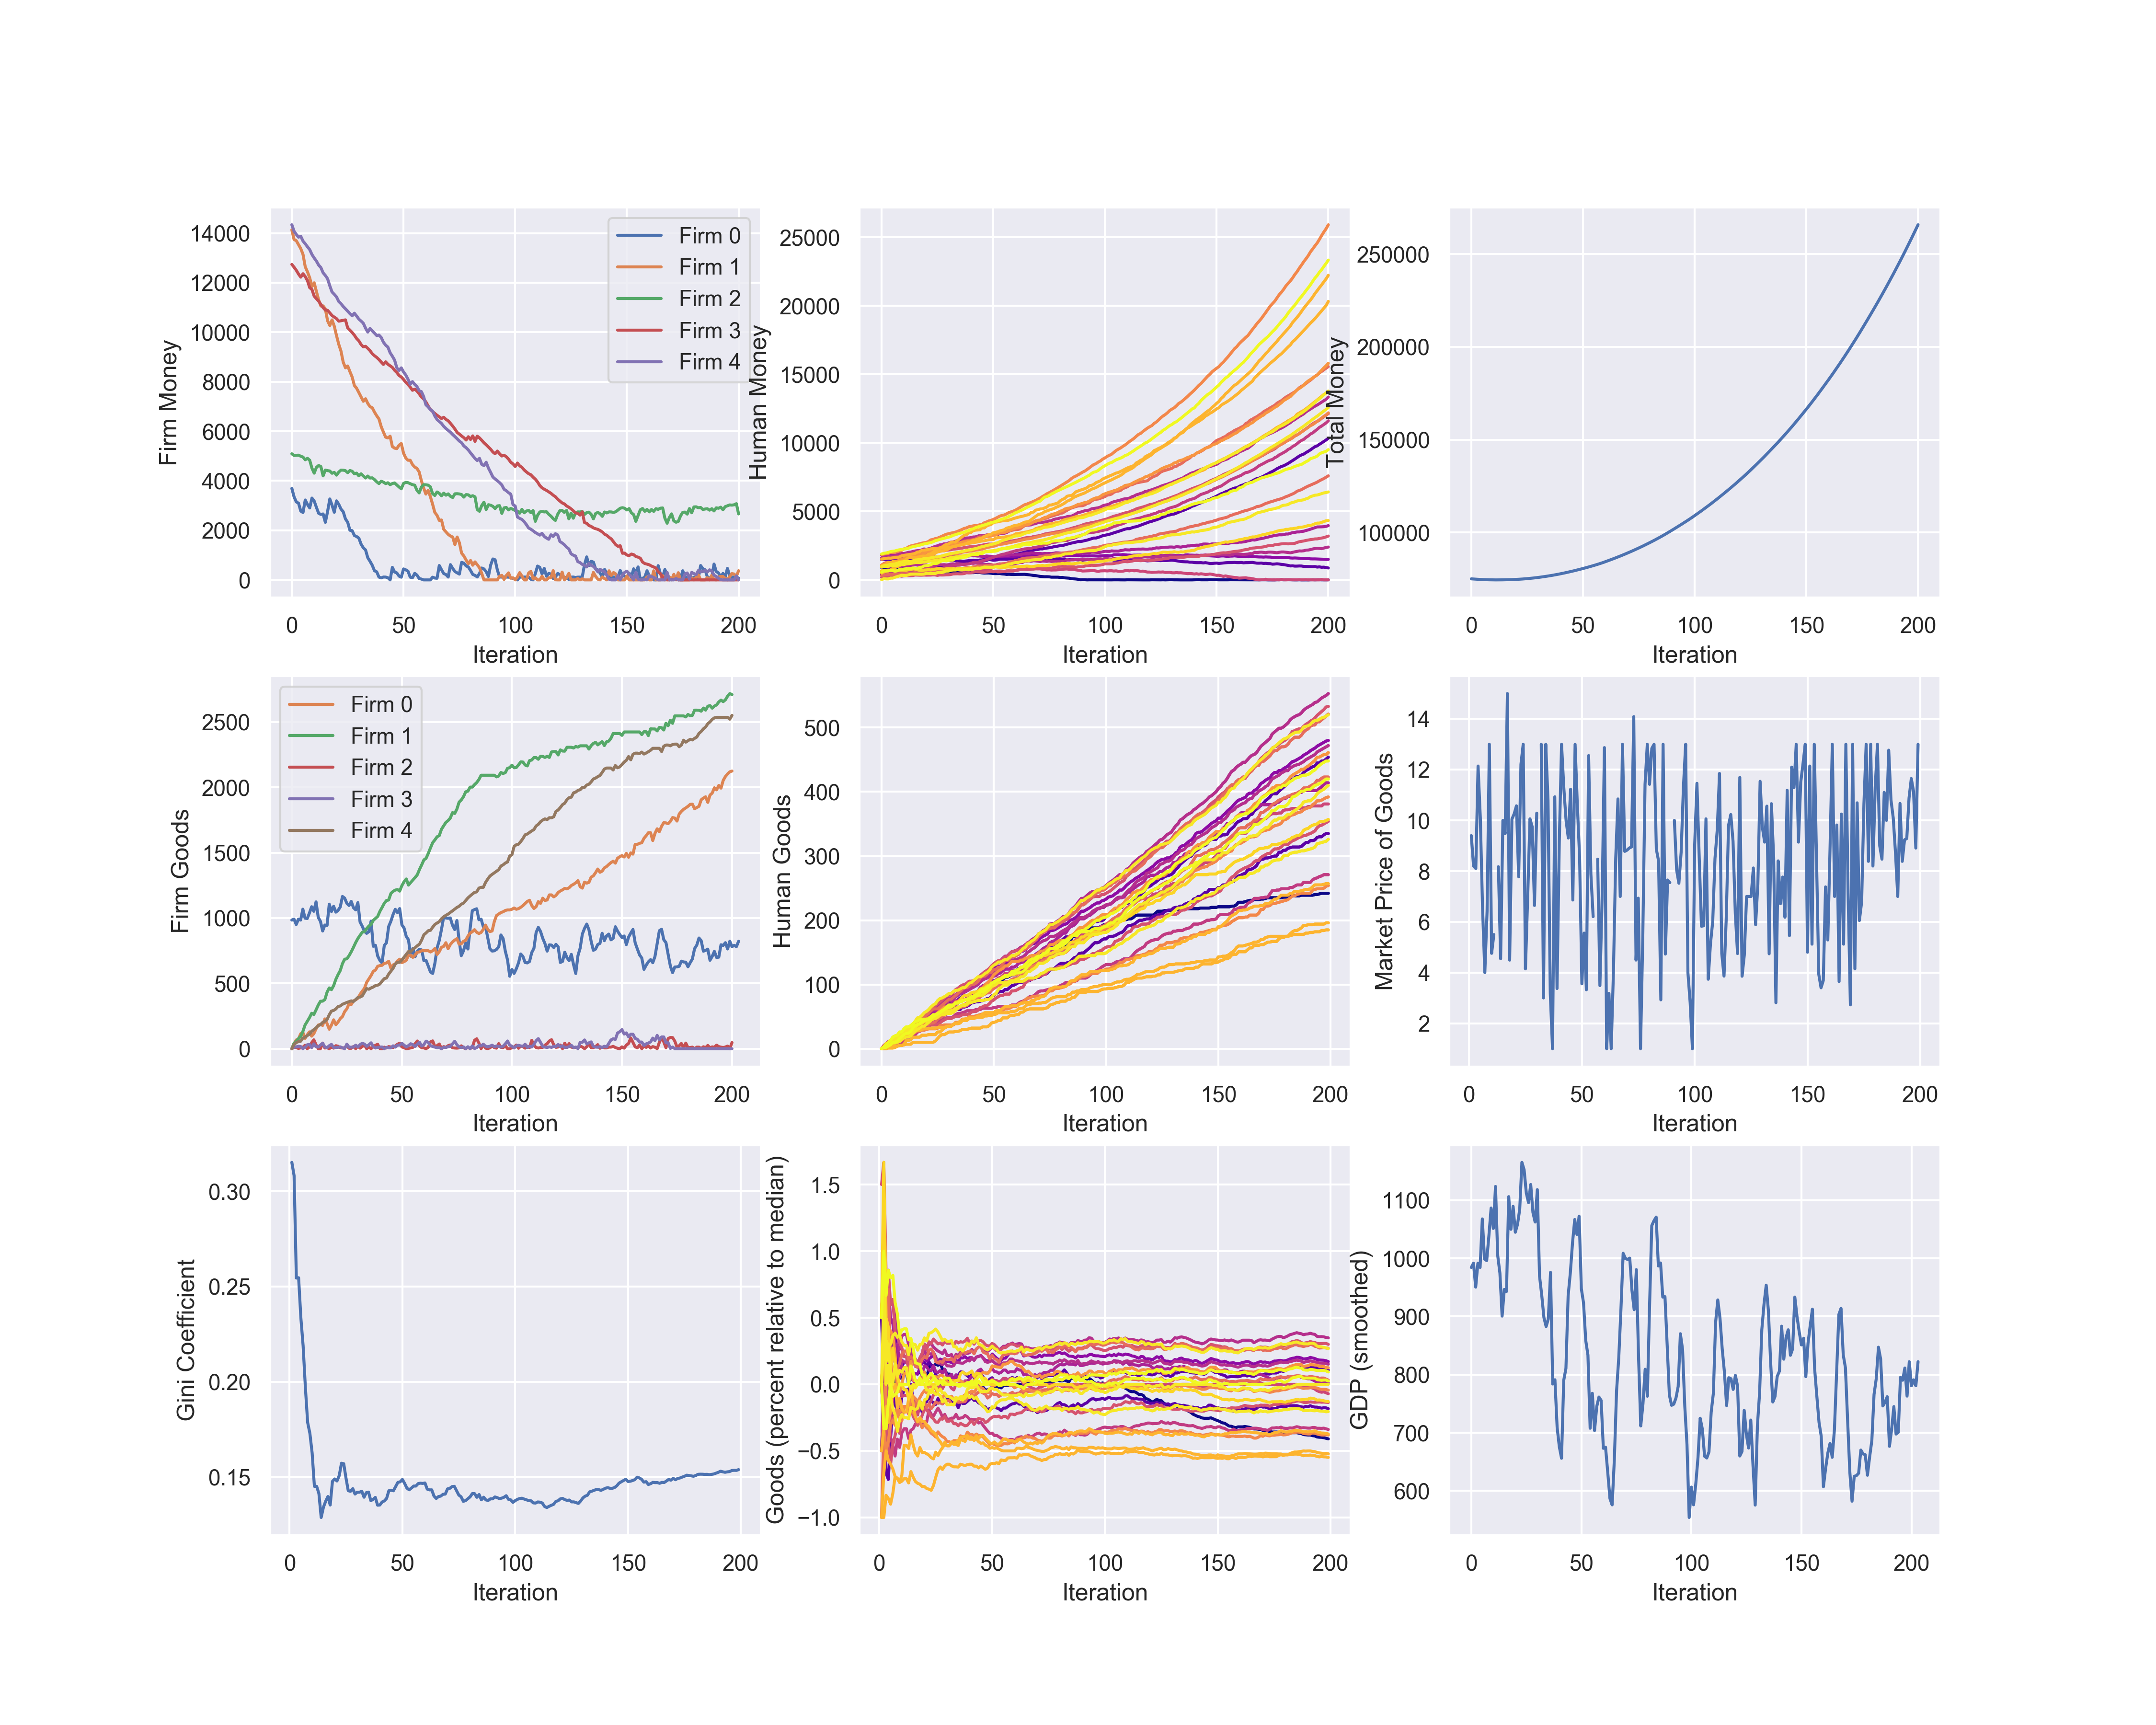 14000
12000
10000
8000
6000
4000
2000
0
Firm Money
Firm 0
Firm 1
Firm 2
Firm 3
Firm 4
0 50 100 150 200
Iteration
25000
20000
15000
10000
5000
0
Human Money
0 50 100 150 200
Iteration
250000
200000
150000
100000
Total Money
0 50 100 150 200
Iteration
2500
2000
1500
1000
500
0
Firm Goods
Firm 0
Firm 1
Firm 2
Firm 3
Firm 4
0 50 100 150 200
Iteration
500
400
300
200
100
0
Human Goods
0 50 100 150 200
Iteration
14
12
10
8
6
4
2
Market Price of Goods
0 50 100 150 200
Iteration
0.30
0.25
0.20
0.15
Gini Coefficient
0 50 100 150 200
Iteration
1.5
1.0
0.5
0.0
−0.5
−1.0
Goods (percent relative to median)
0 50 100 150 200
Iteration
1100
1000
900
800
700
600
GDP (smoothed)
0 50 100 150 200
Iteration